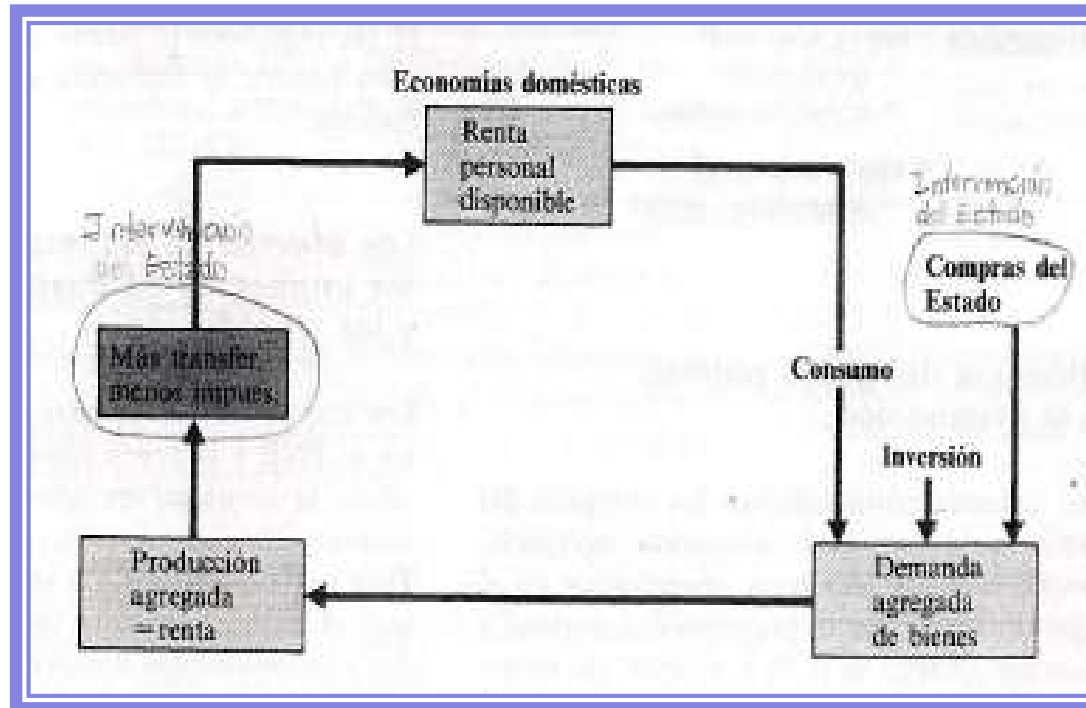 Economías domésticas
Renta
personal
disponible
Intervención
del Estado
Compras del
Estado
Intervención
del Estado
Más transfer.
menos impues.
Consumo
Inversión
Producción
agregada
=renta
Demanda
agregada
de bienes